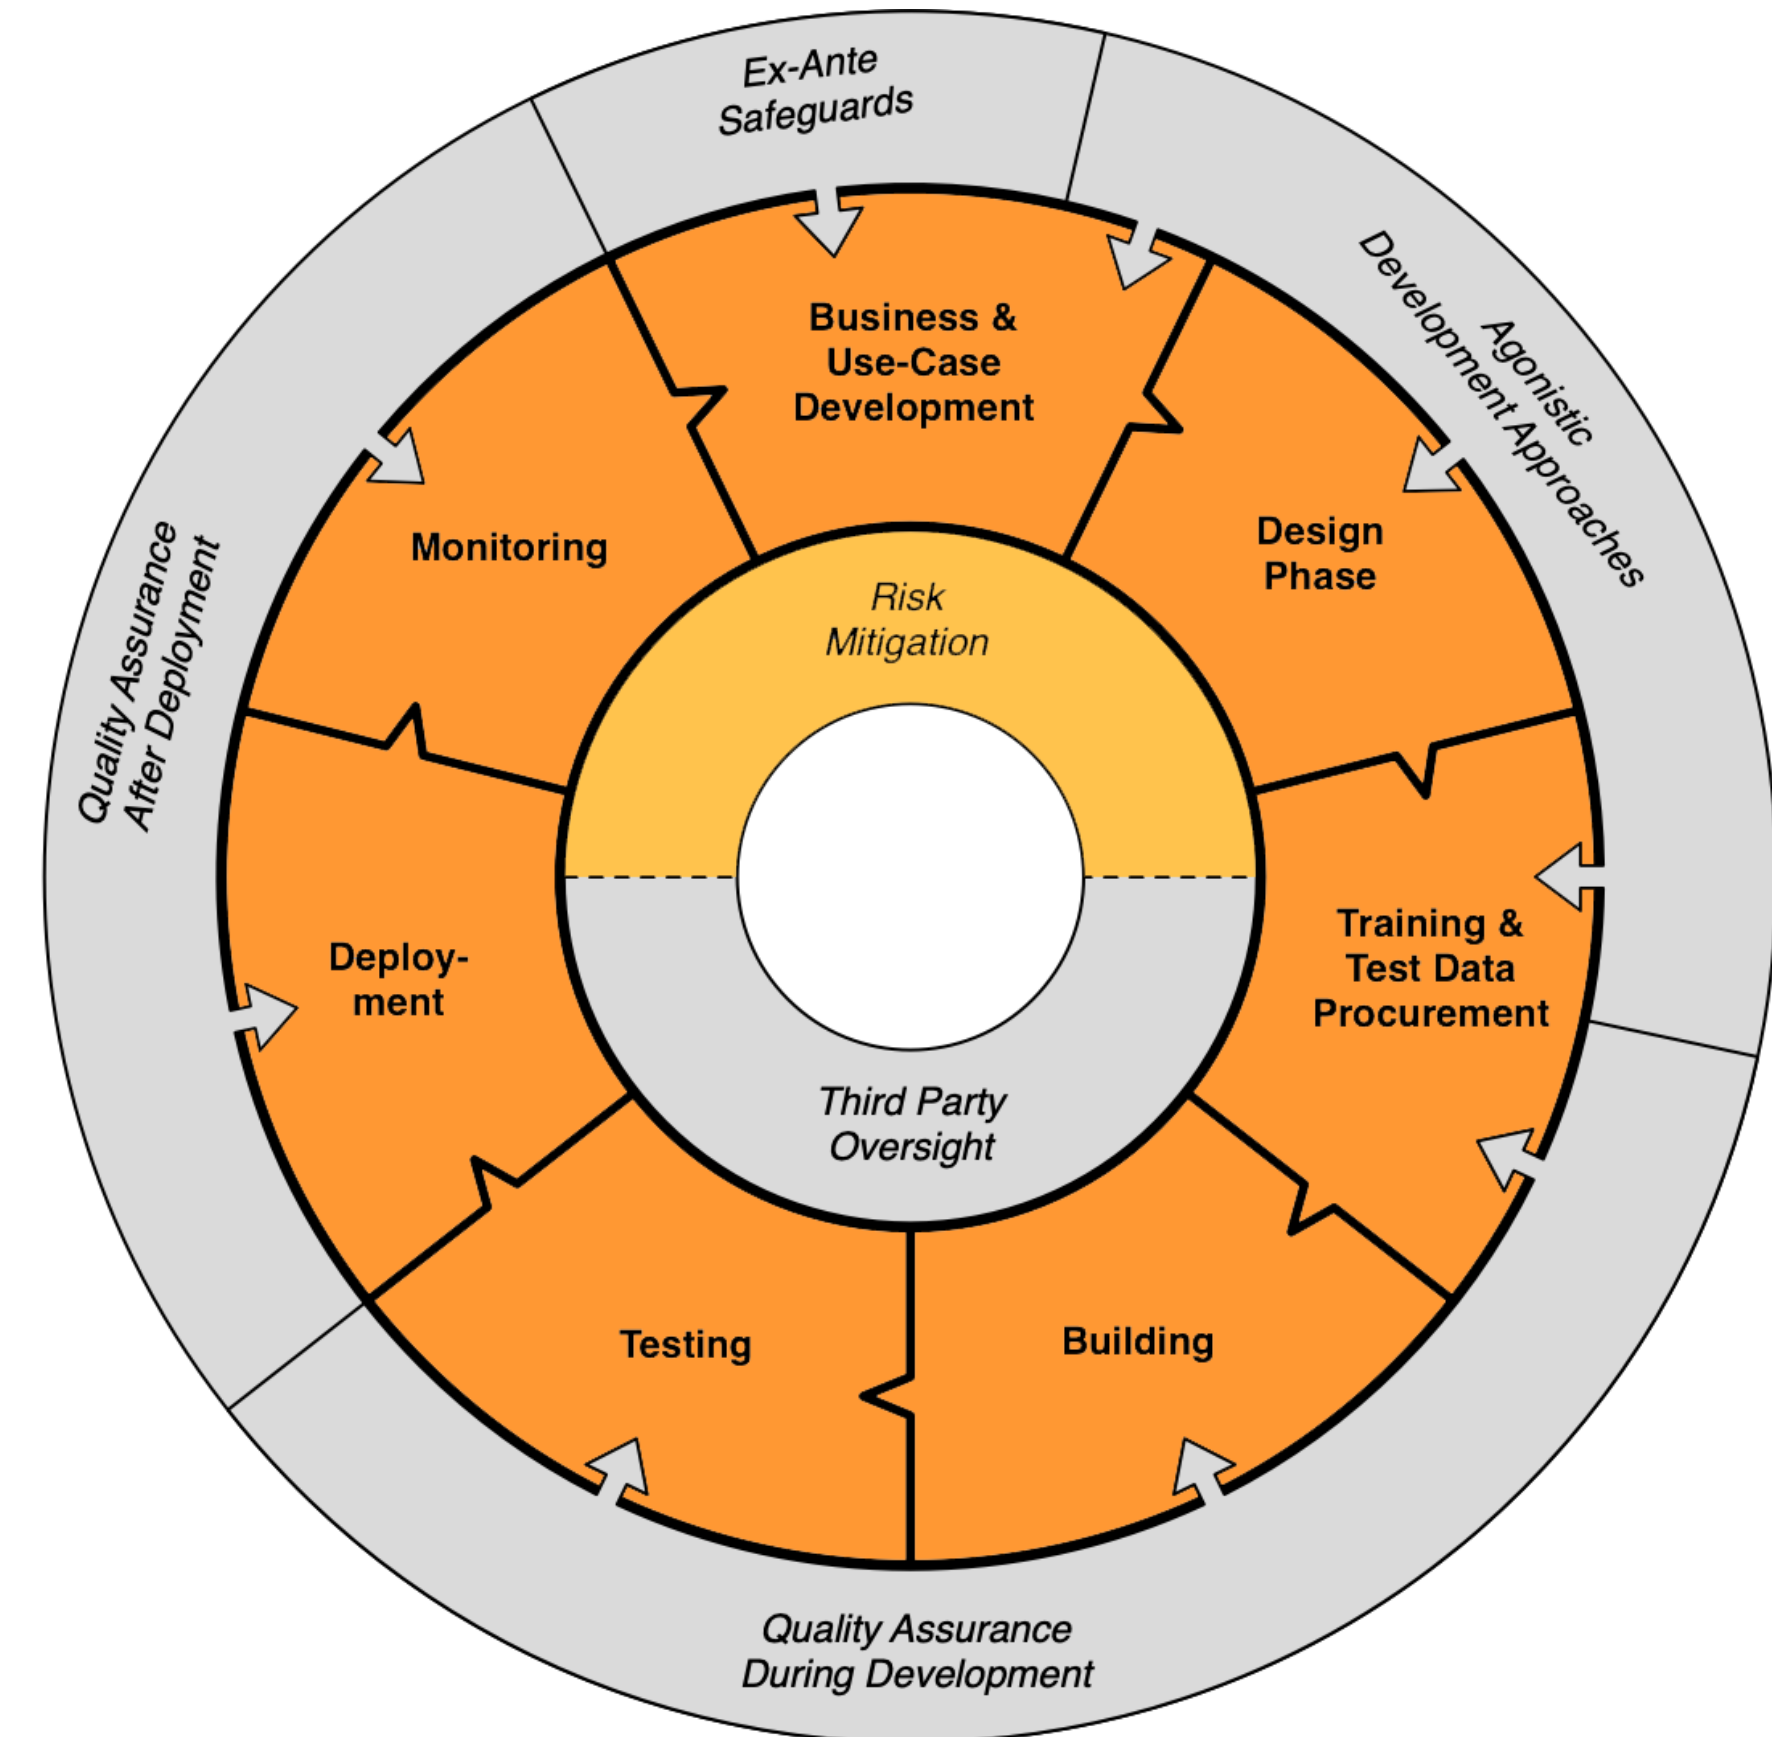 Ex-Ante
Safeguards
Agonistic
Development Approaches
Business &
Use-Case
Development
Design
Phase
Monitoring
Risk
Mitigation
Quality Assurance
After Deployment
Training &
Test Data
Procurement
Deploy-
ment
Third Party
Oversight
Testing
Building
Quality Assurance
During Development